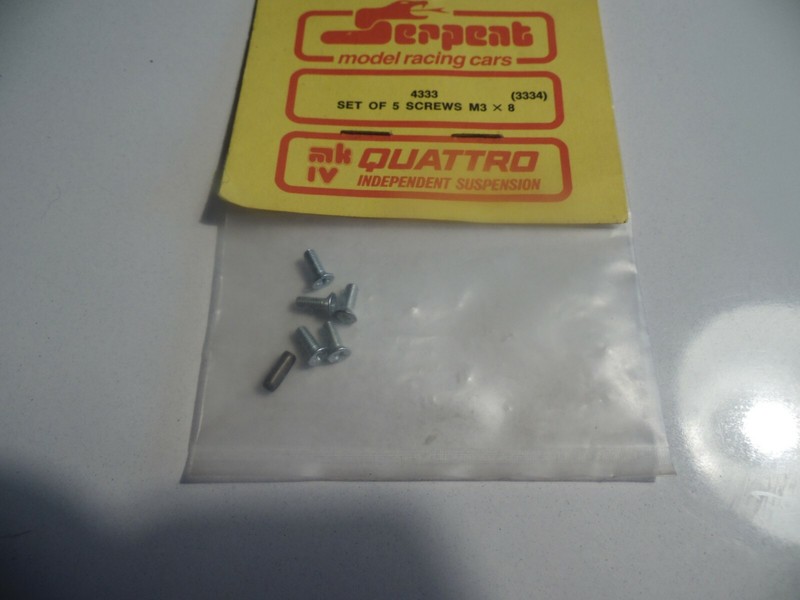 Serpent
model racing cars
4333 (3334)
SET OF 5 SCREWS M3 × 8
mk IV QUATTRO
INDEPENDENT SUSPENSION